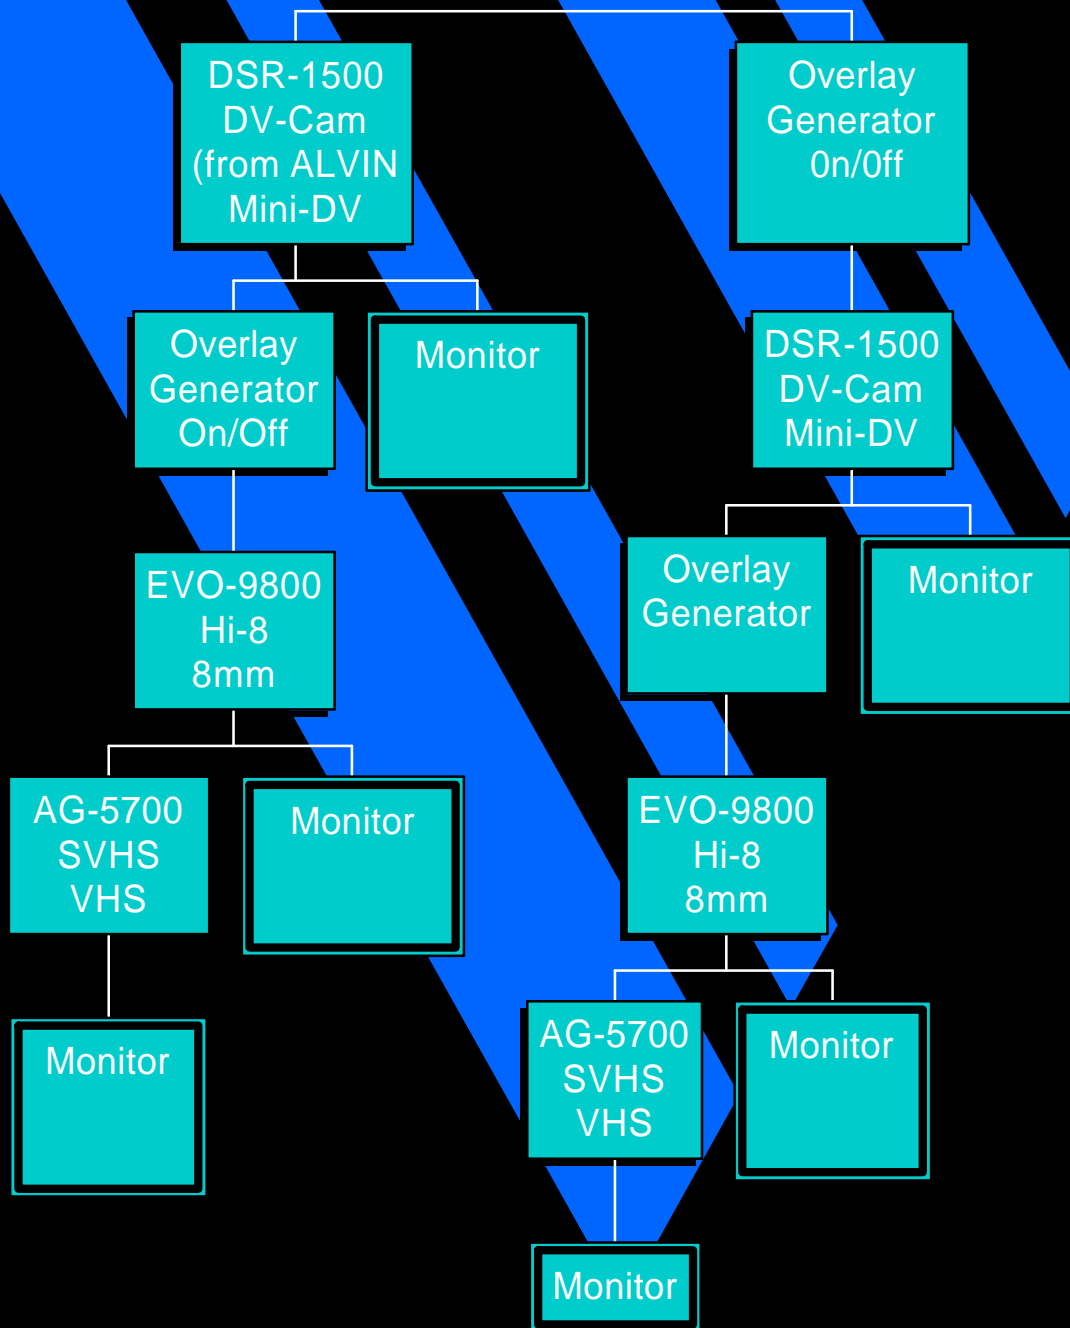 DSR-1500
DV-Cam
(from ALVIN
Mini-DV
Overlay
Generator
0n/0ff
Overlay
Generator
On/Off
Monitor
DSR-1500
DV-Cam
Mini-DV
EVO-9800
Hi-8
8mm
Overlay
Generator
Monitor
AG-5700
SVHS
VHS
Monitor
EVO-9800
Hi-8
8mm
Monitor
AG-5700
SVHS
VHS
Monitor
Monitor